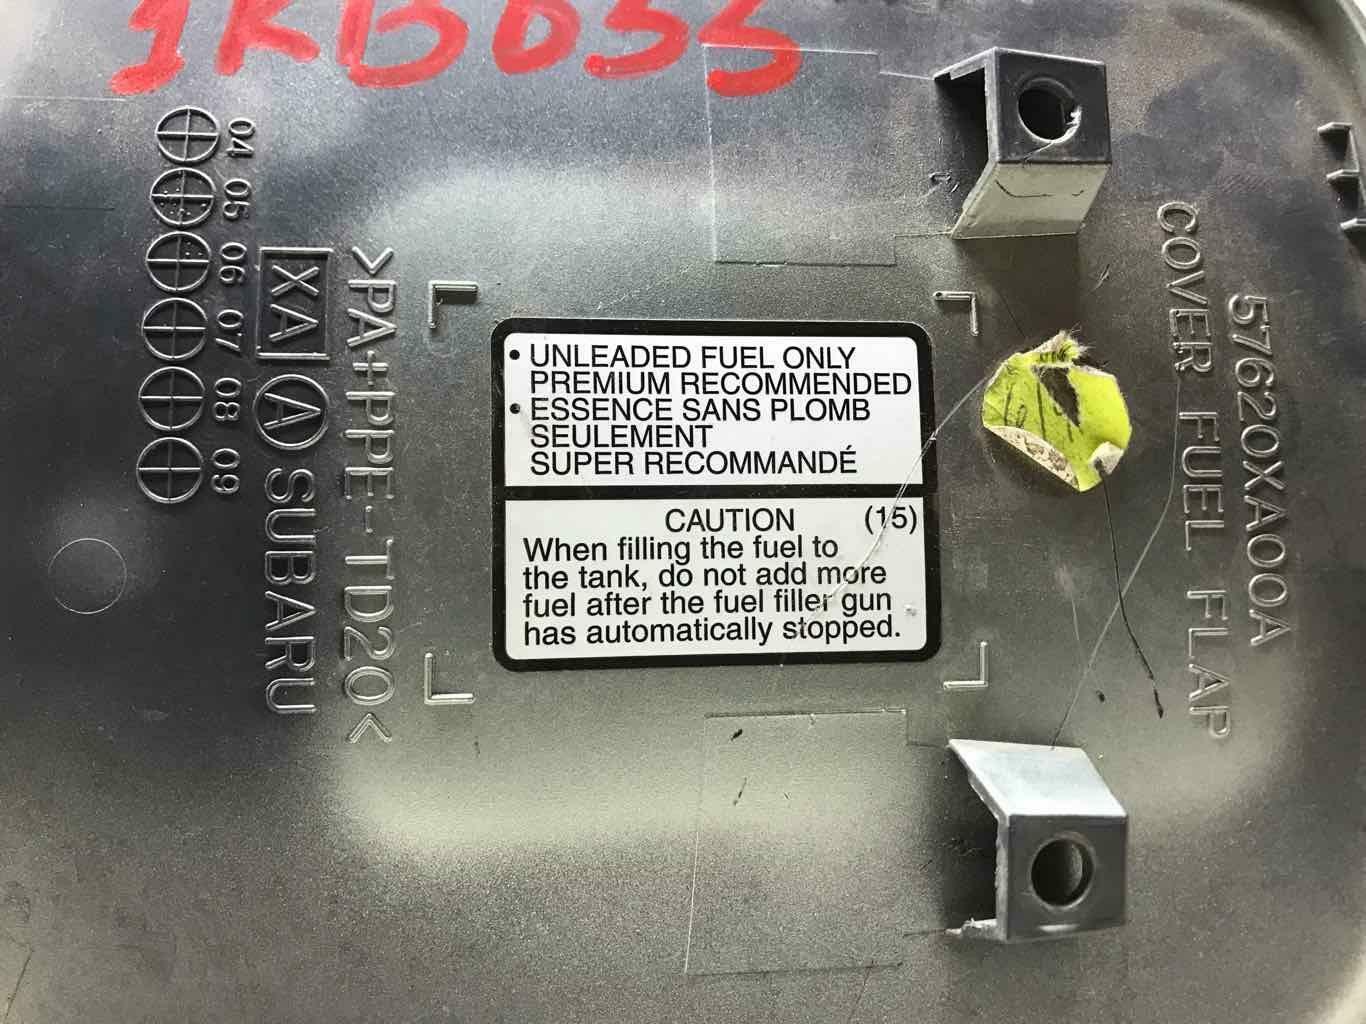 1KB055
UNLEADED FUEL ONLY
PREMIUM RECOMMENDED
ESSENCE SANS PLOMB
SEULEMENT
SUPER RECOMMANDÉ
CAUTION (15)
When filling the fuel to
the tank, do not add more
fuel after the fuel filler gun
has automatically stopped.
57620XA00A
COVER FUEL FLAP
>PA+PPE-TD20<
XA A SUBARU
04 05 06 07 08 09